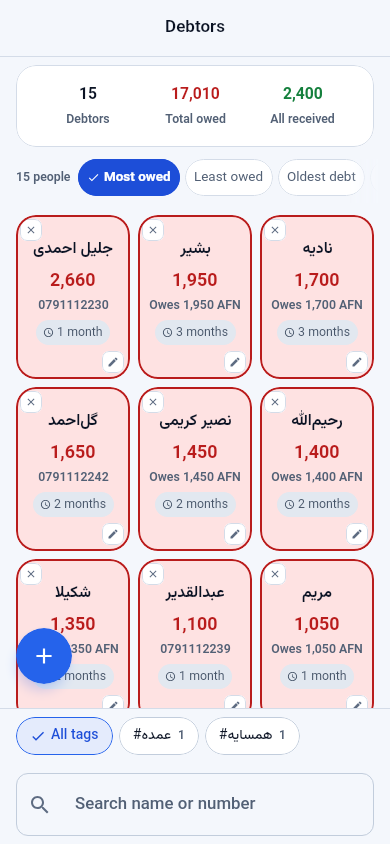 Debtors
15 17,010 2,400
Debtors Total owed All received
15 people Most owed Least owed Oldest debt
جلیل احمدی بشیر نادیه
2,660 1,950 1,700
0791112230 Owes 1,950 AFN Owes 1,700 AFN
1 month 3 months 3 months
گل‌احمد نصیر کریمی رحیم‌الله
1,650 1,450 1,400
0791112242 Owes 1,450 AFN Owes 1,400 AFN
2 months 2 months 2 months
شکیلا عبدالقدیر مریم
1,350 1,100 1,050
350 AFN 0791112239 Owes 1,050 AFN
months 1 month 1 month
All tags #عمده 1 #همسایه 1
Search name or number